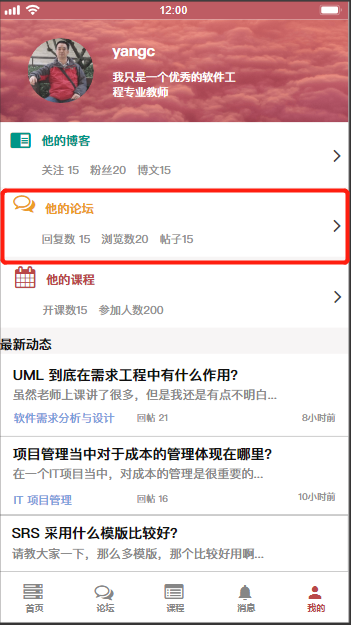 12:00
yangc
我只是一个优秀的软件工
程专业教师
他的博客
关注 15 粉丝20 博文15
他的论坛
回复数 15 浏览数20 帖子15
他的课程
开课数15 参加人数200
最新动态
UML 到底在需求工程中有什么作用?
虽然老师上课讲了很多，但是我还是有点不明白...
软件需求分析与设计 回帖 21 8小时前
项目管理当中对于成本的管理体现在哪里?
在一个IT项目当中，对成本的管理是很重要的...
IT 项目管理 回帖 16 10小时前
SRS 采用什么模版比较好?
请教大家一下，那么多模版，那个比较好用啊...
首页 论坛 课程 消息 我的